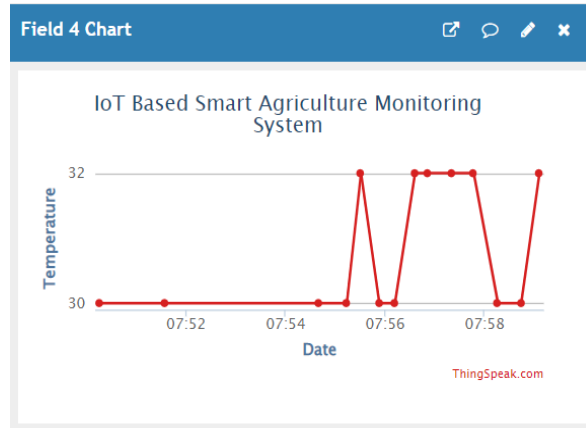 Field 4 Chart
IoT Based Smart Agriculture Monitoring
System
Temperature
32
30
07:52 07:54 07:56 07:58
Date
ThingSpeak.com